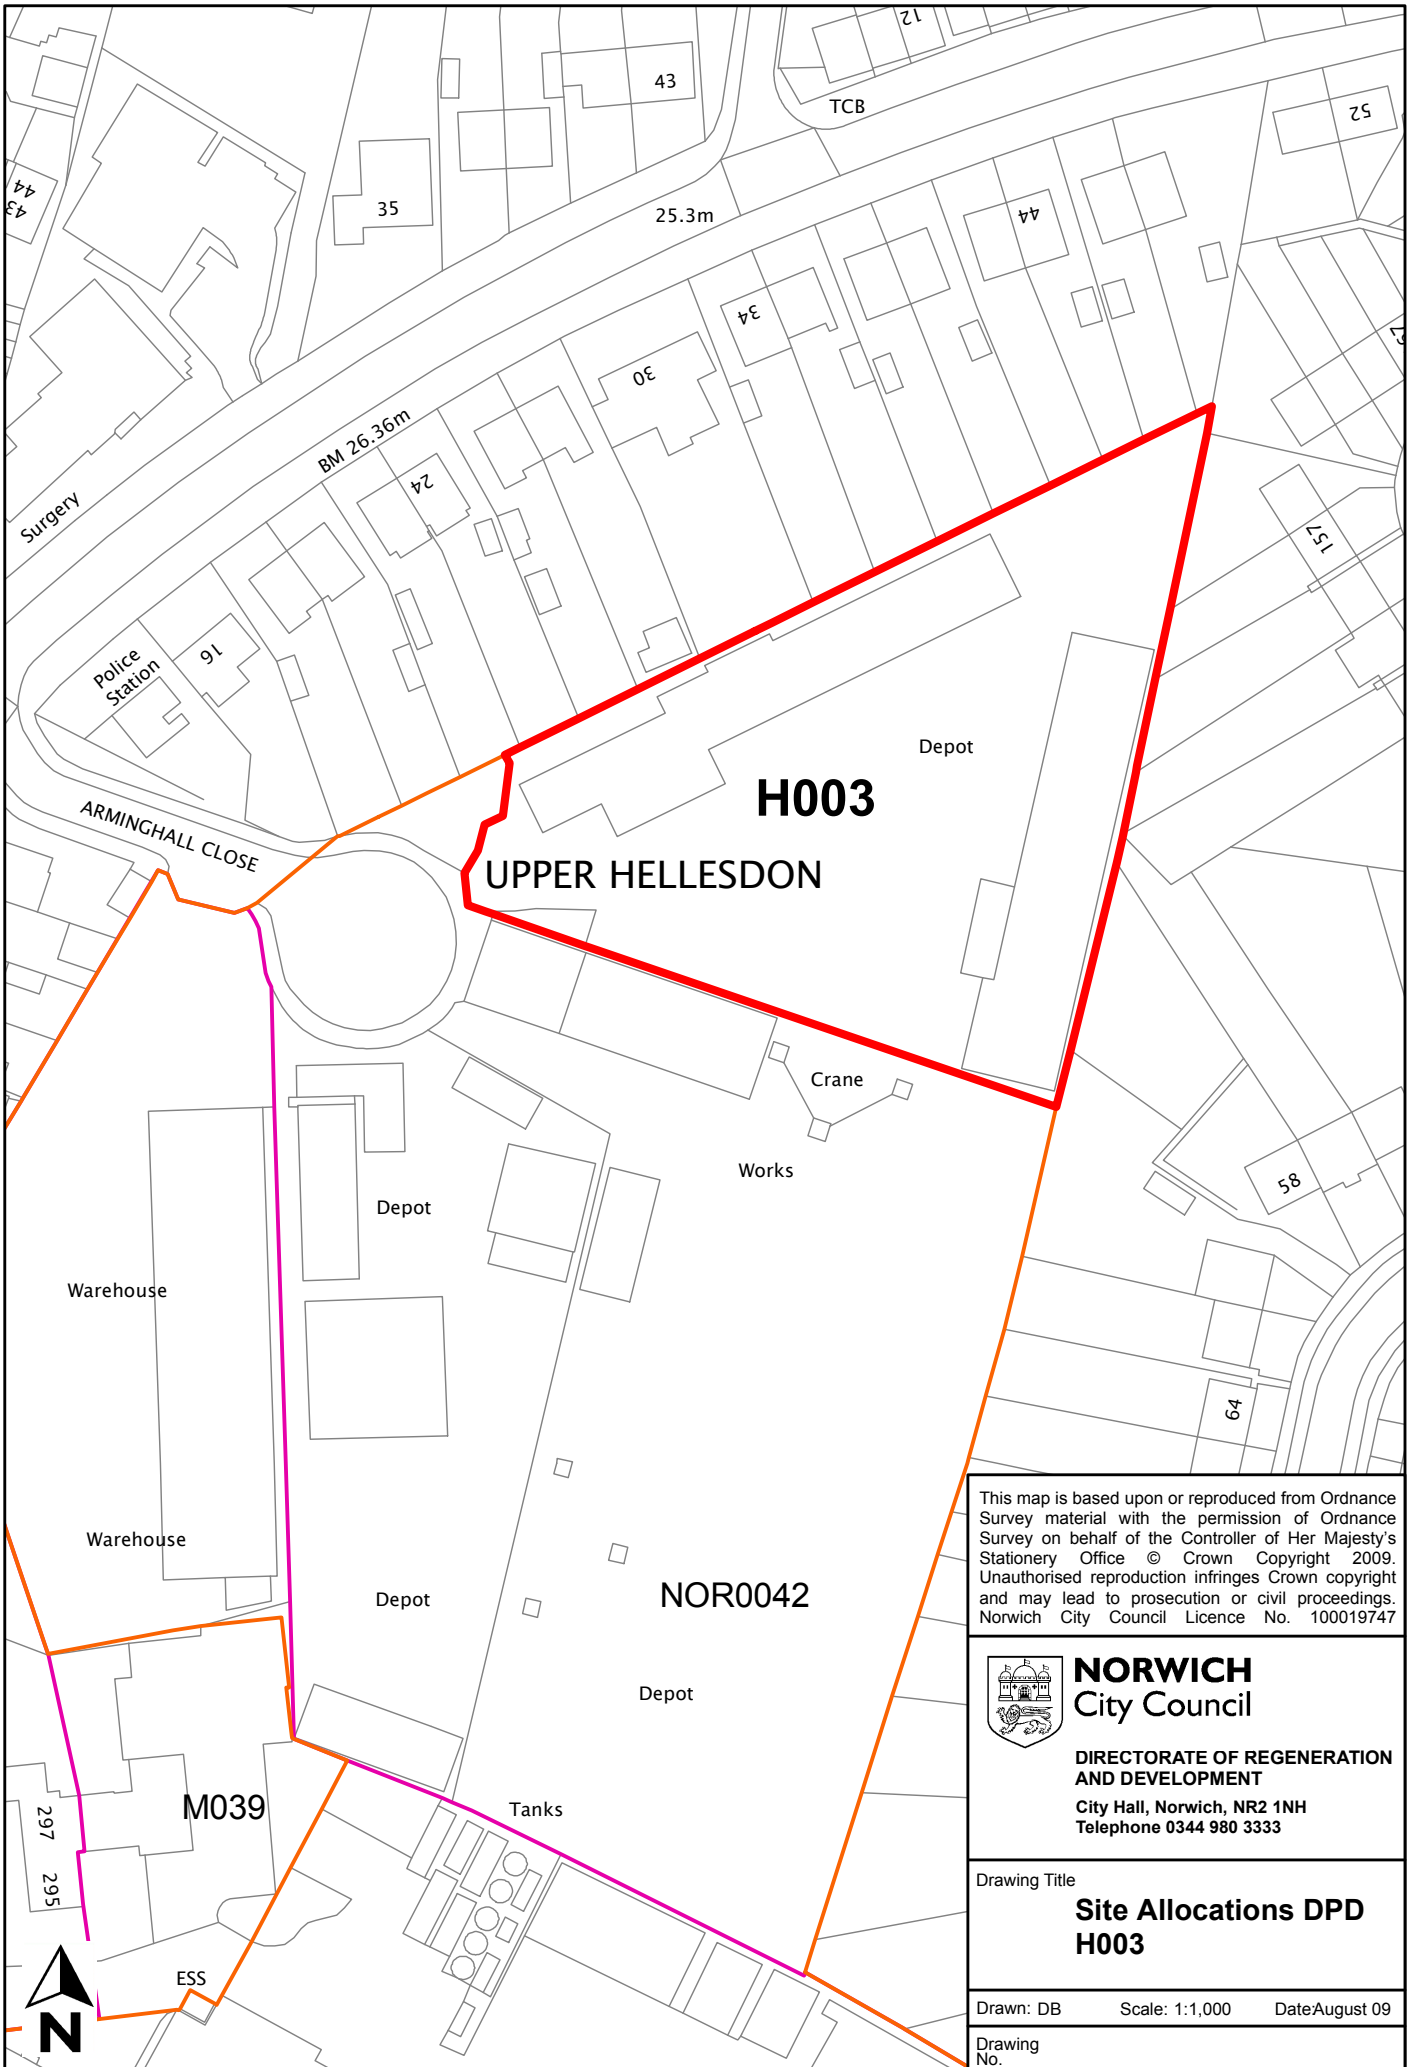 12
43
TCB
52
44
43
35
25.3m
44
34
30
BM 26.36m
24
Surgery
157
Police
Station
16
Depot
H003
ARMINGHALL CLOSE
UPPER HELLESDON
Crane
Works
58
Depot
Warehouse
64
Warehouse
Depot
NOR0042
Depot
M039
Tanks
297
295
ESS
N
This map is based upon or reproduced from Ordnance
Survey material with the permission of Ordnance
Survey on behalf of the Controller of Her Majesty's
Stationery Office © Crown Copyright 2009.
Unauthorised reproduction infringes Crown copyright
and may lead to prosecution or civil proceedings.
Norwich City Council Licence No. 100019747
NORWICH
City Council
DIRECTORATE OF REGENERATION
AND DEVELOPMENT
City Hall, Norwich, NR2 1NH
Telephone 0344 980 3333
Drawing Title
Site Allocations DPD
H003
Drawn: DB Scale: 1:1,000 Date:August 09
Drawing
No.